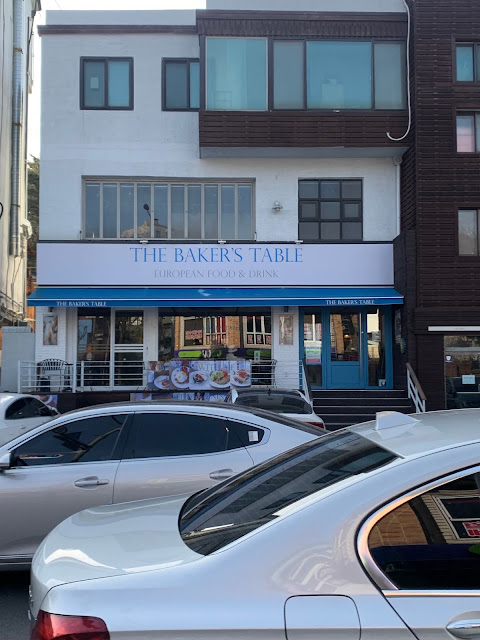 THE BAKER'S TABLE
EUROPEAN FOOD & DRINK
THE BAKER'S TABLE
THE BAKER'S TABLE